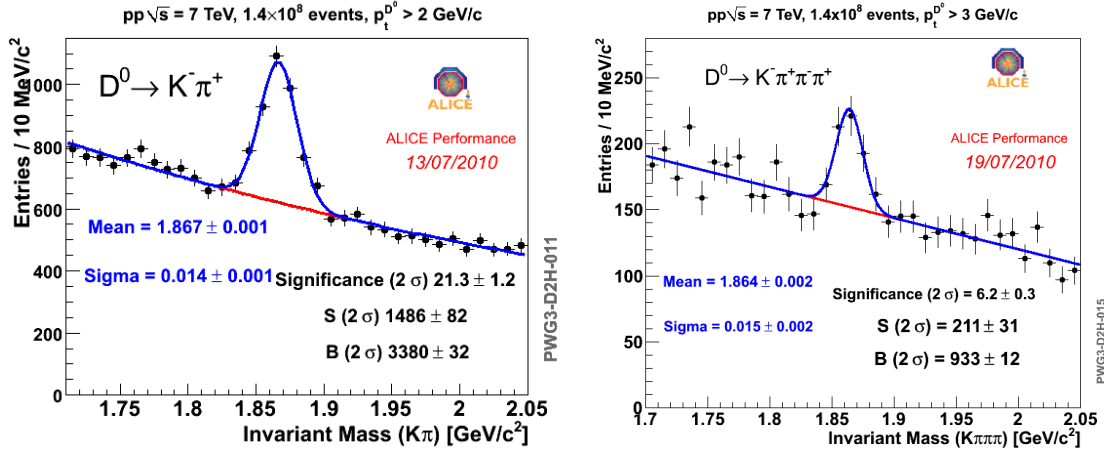 pp √s = 7 TeV, 1.4×10⁸ events, pₜᴰ⁰ > 2 GeV/c
Entries / 10 MeV/c²
D⁰→ K⁻π⁺
ALICE
ALICE Performance
13/07/2010
Mean = 1.867 ± 0.001
Sigma = 0.014 ± 0.001
Significance (2 σ) 21.3 ± 1.2
S (2 σ) 1486 ± 82
B (2 σ) 3380 ± 32
1000
800
600
400
200
0
1.75 1.8 1.85 1.9 1.95 2 2.05
Invariant Mass (Kπ) [GeV/c²]
PWG3-D2H-011
pp √s = 7 TeV, 1.4x10⁸ events, pₜᴰ⁰ > 3 GeV/c
Entries / 10 MeV/c²
D⁰→ K⁻π⁺π⁻π⁺
ALICE
ALICE Performance
19/07/2010
Mean = 1.864 ± 0.002
Sigma = 0.015 ± 0.002
Significance (2 σ) = 6.2 ± 0.3
S (2 σ) = 211 ± 31
B (2 σ) = 933 ± 12
250
200
150
100
50
0
1.7 1.75 1.8 1.85 1.9 1.95 2 2.05
Invariant Mass (Kπππ) [GeV/c²]
PWG3-D2H-015